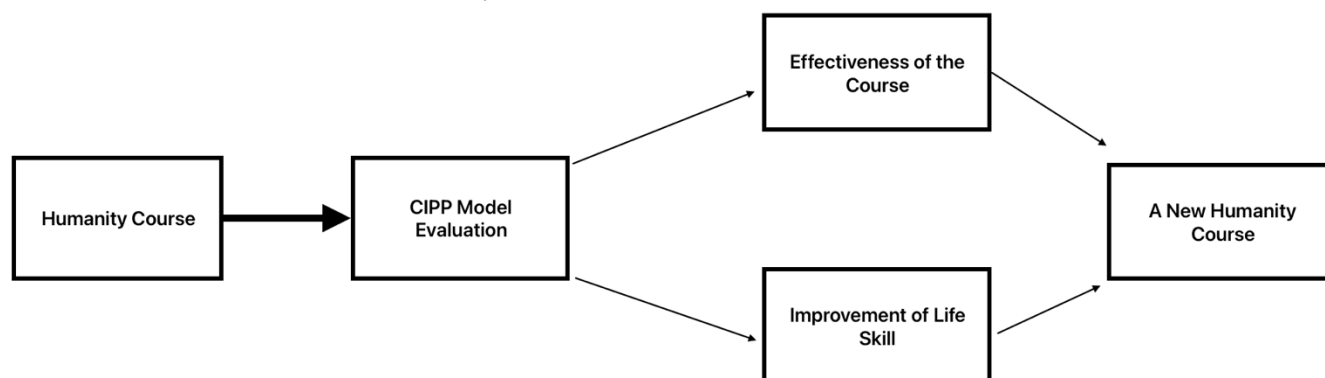 Humanity Course
CIPP Model
Evaluation
Effectiveness of the
Course
Improvement of Life
Skill
A New Humanity
Course